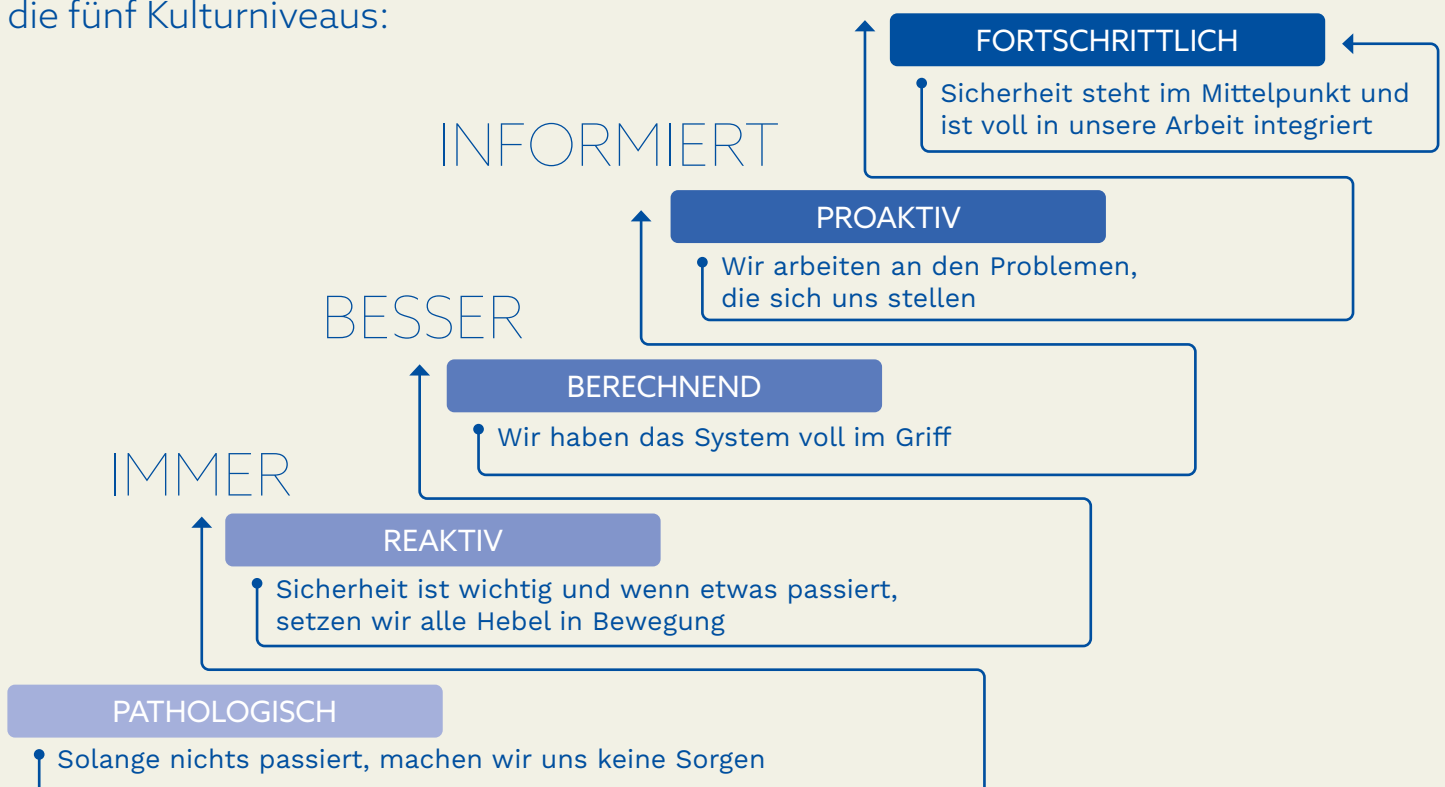 die fünf Kulturniveaus:
FORTSCHRITTLICH
Sicherheit steht im Mittelpunkt und
ist voll in unsere Arbeit integriert
INFORMIERT
PROAKTIV
Wir arbeiten an den Problemen,
die sich uns stellen
BESSER
BERECHNEND
Wir haben das System voll im Griff
IMMER
REAKTIV
Sicherheit ist wichtig und wenn etwas passiert,
setzen wir alle Hebel in Bewegung
PATHOLOGISCH
Solange nichts passiert, machen wir uns keine Sorgen